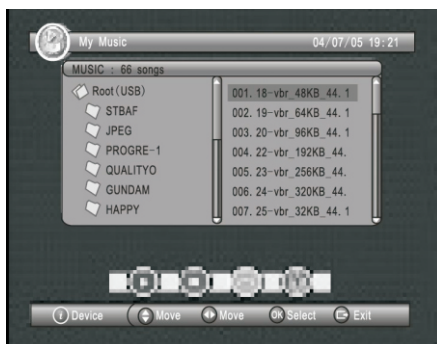 My Music 04/07/05 19:21
MUSIC : 66 songs
Root(USB)
STBAF
JPEG
PROGRE-1
QUALITYO
GUNDAM
HAPPY
001. 18-vbr_48KB_44. 1
002. 19-vbr_64KB_44. 1
003. 20-vbr_96KB_44. 1
004. 22-vbr_192KB_44.
005. 23-vbr_256KB_44.
006. 24-vbr_320KB_44.
007. 25-vbr_32KB_44. 1
i Device Move Move OK Select Exit